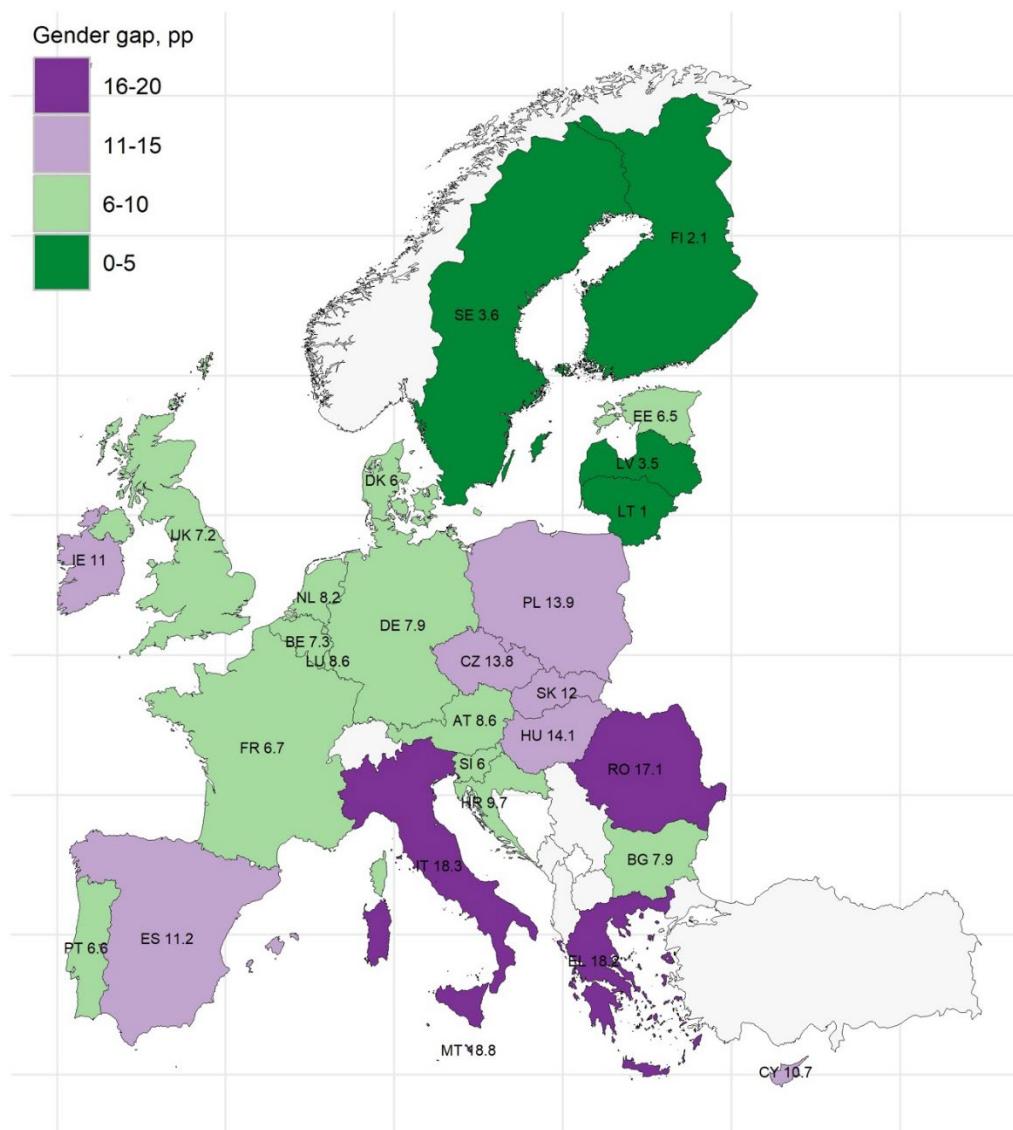 Gender gap, pp
16-20
11-15
6-10
0-5
FI 2.1
SE 3.6
EE 6.5
LV 3.5
DK 6
LT 1
UK 7.2
IE 11
NL 8.2
PL 13.9
DE 7.9
BE 7.3
LU 8.6
CZ 13.8
SK 12
AT 8.6
HU 14.1
FR 6.7
SI 6
RO 17.1
HR 9.7
BG 7.9
IT 18.3
PT 6.6
ES 11.2
EL 18.2
MT 18.8
CY 10.7